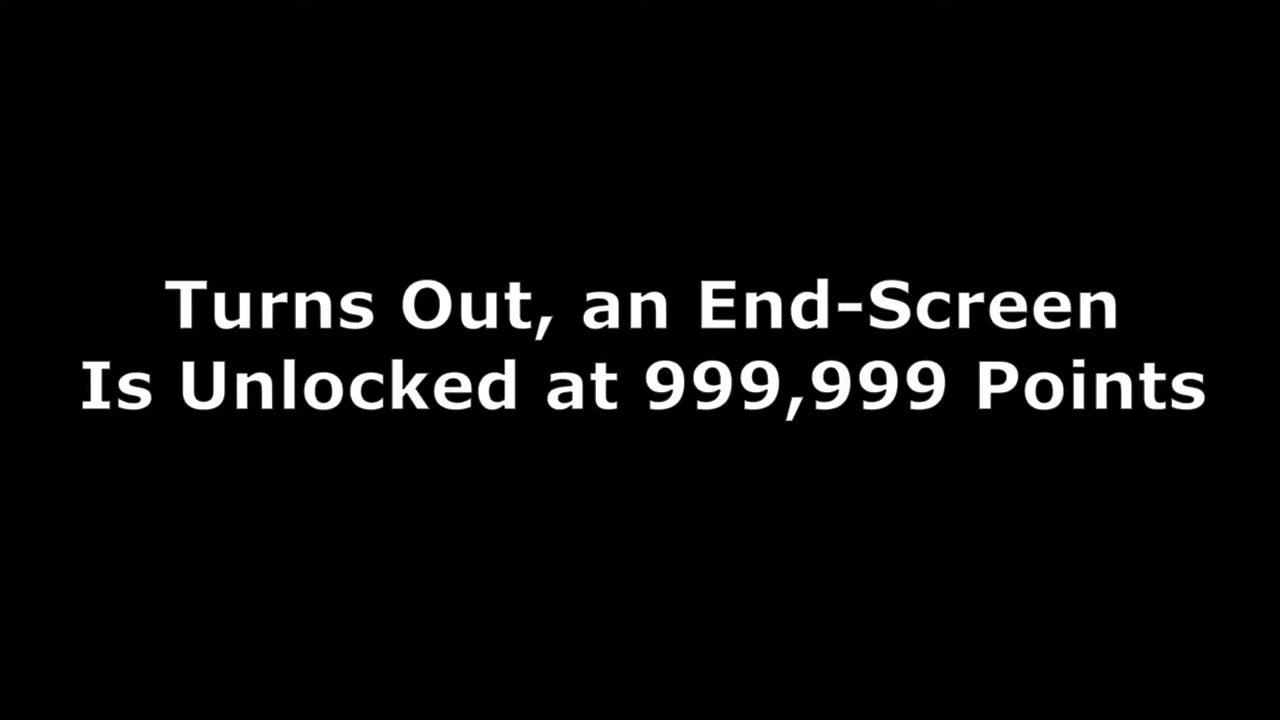 Turns Out, an End-Screen
Is Unlocked at 999,999 Points